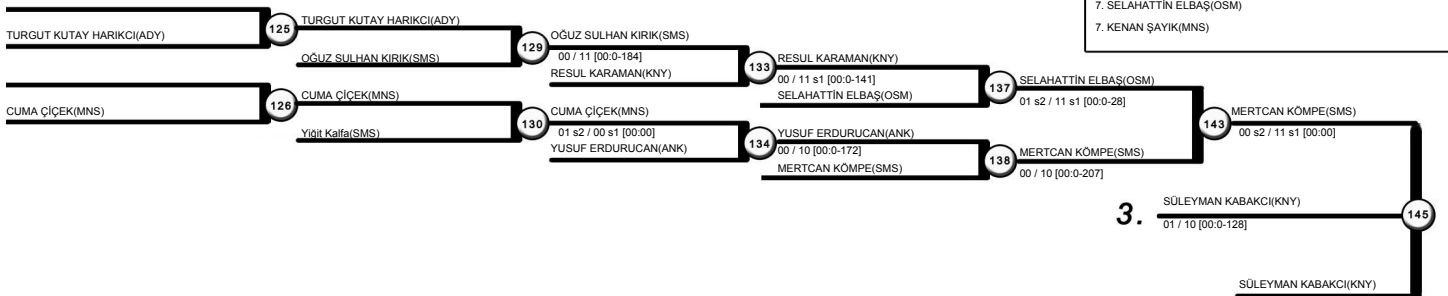 7. SELAHATTİN ELBAŞ(OSM)
7. KENAN ŞAYIK(MNS)
TURGUT KUTAY HARIKCI(ADY)
125
TURGUT KUTAY HARIKCI(ADY)
OĞUZ SULHAN KIRIK(SMS)
129
OĞUZ SULHAN KIRIK(SMS)
00 / 11 [00:0-184]
RESUL KARAMAN(KNY)
133
RESUL KARAMAN(KNY)
00 / 11 s1 [00:0-141]
SELAHATTİN ELBAŞ(OSM)
137
SELAHATTİN ELBAŞ(OSM)
01 s2 / 11 s1 [00:0-28]
143
MERTCAN KÖMPE(SMS)
00 s2 / 11 s1 [00:00]
CUMA ÇİÇEK(MNS)
126
CUMA ÇİÇEK(MNS)
Yiğit Kalfa(SMS)
130
CUMA ÇİÇEK(MNS)
01 s2 / 00 s1 [00:00]
YUSUF ERDURUCAN(ANK)
134
YUSUF ERDURUCAN(ANK)
00 / 10 [00:0-172]
MERTCAN KÖMPE(SMS)
138
MERTCAN KÖMPE(SMS)
00 / 10 [00:0-207]
3.
SÜLEYMAN KABAKCI(KNY)
01 / 10 [00:0-128]
145
SÜLEYMAN KABAKCI(KNY)